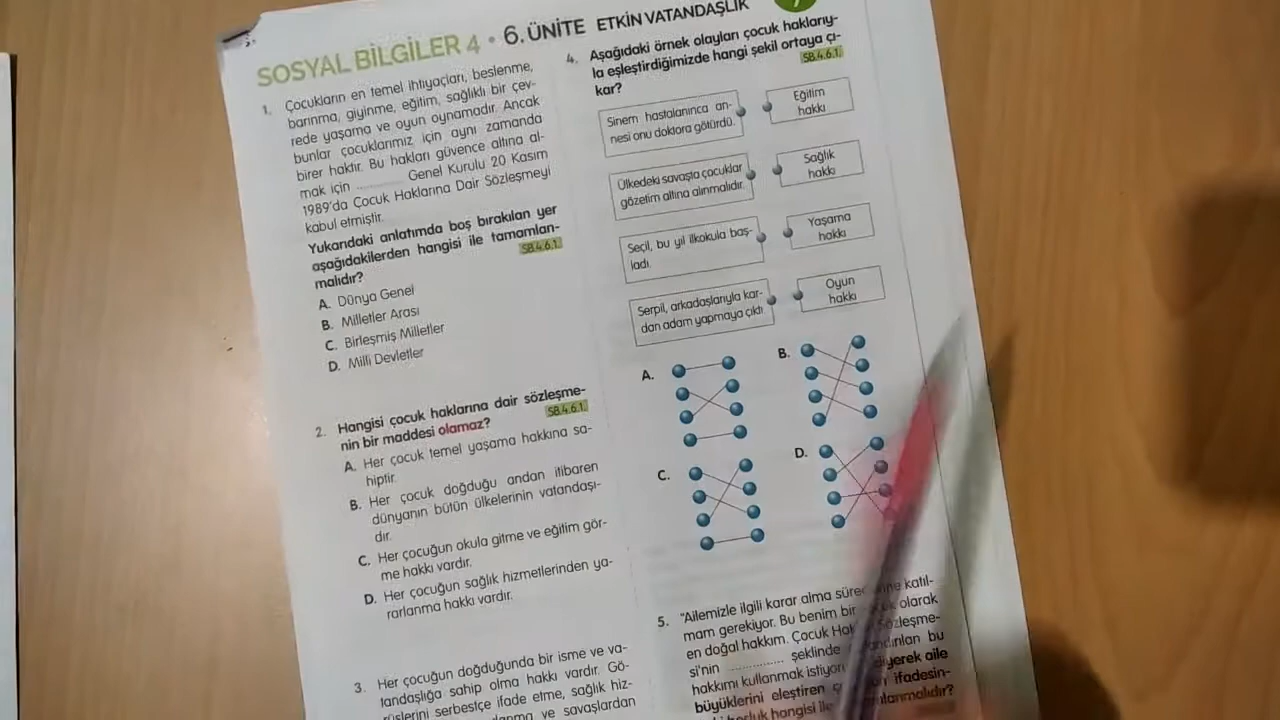 SOSYAL BİLGİLER 4 • 6. ÜNİTE ETKİN VATANDAŞLIK
1. Çocukların en temel ihtiyaçları, beslenme,
barınma, giyinme, eğitim, sağlıklı bir çev-
rede yaşama ve oyun oynamadır. Ancak
bunlar çocuklarımız için aynı zamanda
birer haktır. Bu hakları güvence altına al-
mak için ............ Genel Kurulu 20 Kasım
1989'da Çocuk Haklarına Dair Sözleşmeyi
kabul etmiştir.
Yukarıdaki anlatımda boş bırakılan yer
aşağıdakilerden hangisi ile tamamlan-
malıdır?
SB.4.6.1.
A. Dünya Genel
B. Milletler Arası
C. Birleşmiş Milletler
D. Milli Devletler
2. Hangisi çocuk haklarına dair sözleşme-
nin bir maddesi olamaz?
SB.4.6.1.
A. Her çocuk temel yaşama hakkına sa-
hiptir.
B. Her çocuk doğduğu andan itibaren
dünyanın bütün ülkelerinin vatandaşı-
dır.
C. Her çocuğun okula gitme ve eğitim gör-
me hakkı vardır.
D. Her çocuğun sağlık hizmetlerinden ya-
rarlanma hakkı vardır.
3. Her çocuğun doğduğunda bir isme ve va-
tandaşlığa sahip olma hakkı vardır. Gö-
rüşlerini serbestçe ifade etme, sağlık hiz-
ve savaşlardan
4. Aşağıdaki örnek olayları çocuk haklarıy-
la eşleştirdiğimizde hangi şekil ortaya çı-
kar?
SB.4.6.1.
Sinem hastalanınca an-
nesi onu doktora götürdü.
Eğitim
hakkı
Ülkedeki savaşta çocuklar
gözetim altına alınmalıdır.
Sağlık
hakkı
Seçil, bu yıl ilkokula baş-
ladı.
Yaşama
hakkı
Serpil, arkadaşlarıyla kar-
dan adam yapmaya çıktı
Oyun
hakkı
A.
B.
C.
D.
5. "Ailemizle ilgili karar alma katıl-
mam gerekiyor. Bu benim bir olarak
en doğal hakkım. Çocuk Sözleşme-
si'nin ............ şeklinde bu
hakkımı kullanmak diyerek aile
büyüklerini eleştiren ifadesin-
hangisi ile